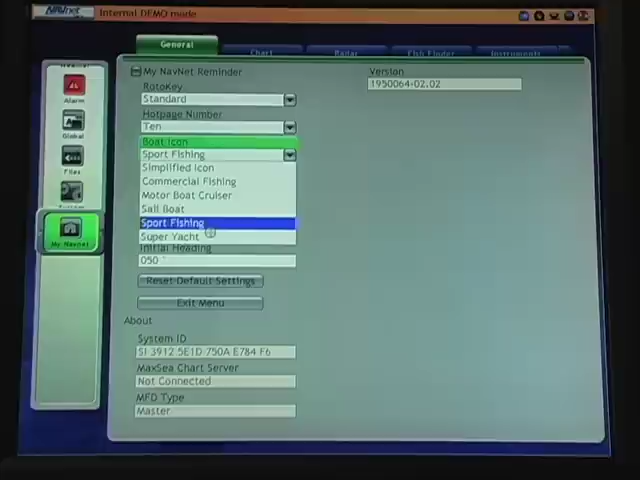 NAVnet
Internal DEMO mode
General
Chart
Radar
Fish Finder
Instruments
Alarm
Global
Files
My Navnet
My NavNet Reminder
RotoKey
Standard
Hotpage Number
Ten
Boat Icon
Sport Fishing
Simplified Icon
Commercial Fishing
Motor Boat Cruiser
Sail Boat
Sport Fishing
Super Yacht
Initial Heading
050 °
Reset Default Settings
Exit Menu
About
System ID
SI 3912 5E1D 750A E784 F6
MaxSea Chart Server
Not Connected
MFD Type
Master
Version
1950064-02.02